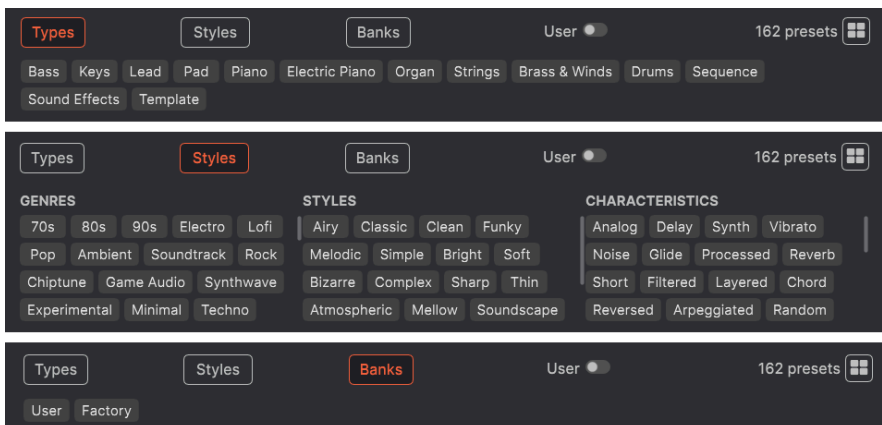 Types Styles Banks User 162 presets
Bass Keys Lead Pad Piano Electric Piano Organ Strings Brass & Winds Drums Sequence
Sound Effects Template
Types Styles Banks User 162 presets
GENRES STYLES CHARACTERISTICS
70s 80s 90s Electro Lofi Airy Classic Clean Funky Analog Delay Synth Vibrato
Pop Ambient Soundtrack Rock Melodic Simple Bright Soft Noise Glide Processed Reverb
Chiptune Game Audio Synthwave Bizarre Complex Sharp Thin Short Filtered Layered Chord
Experimental Minimal Techno Atmospheric Mellow Soundscape Reversed Arpeggiated Random
Types Styles Banks User 162 presets
User Factory